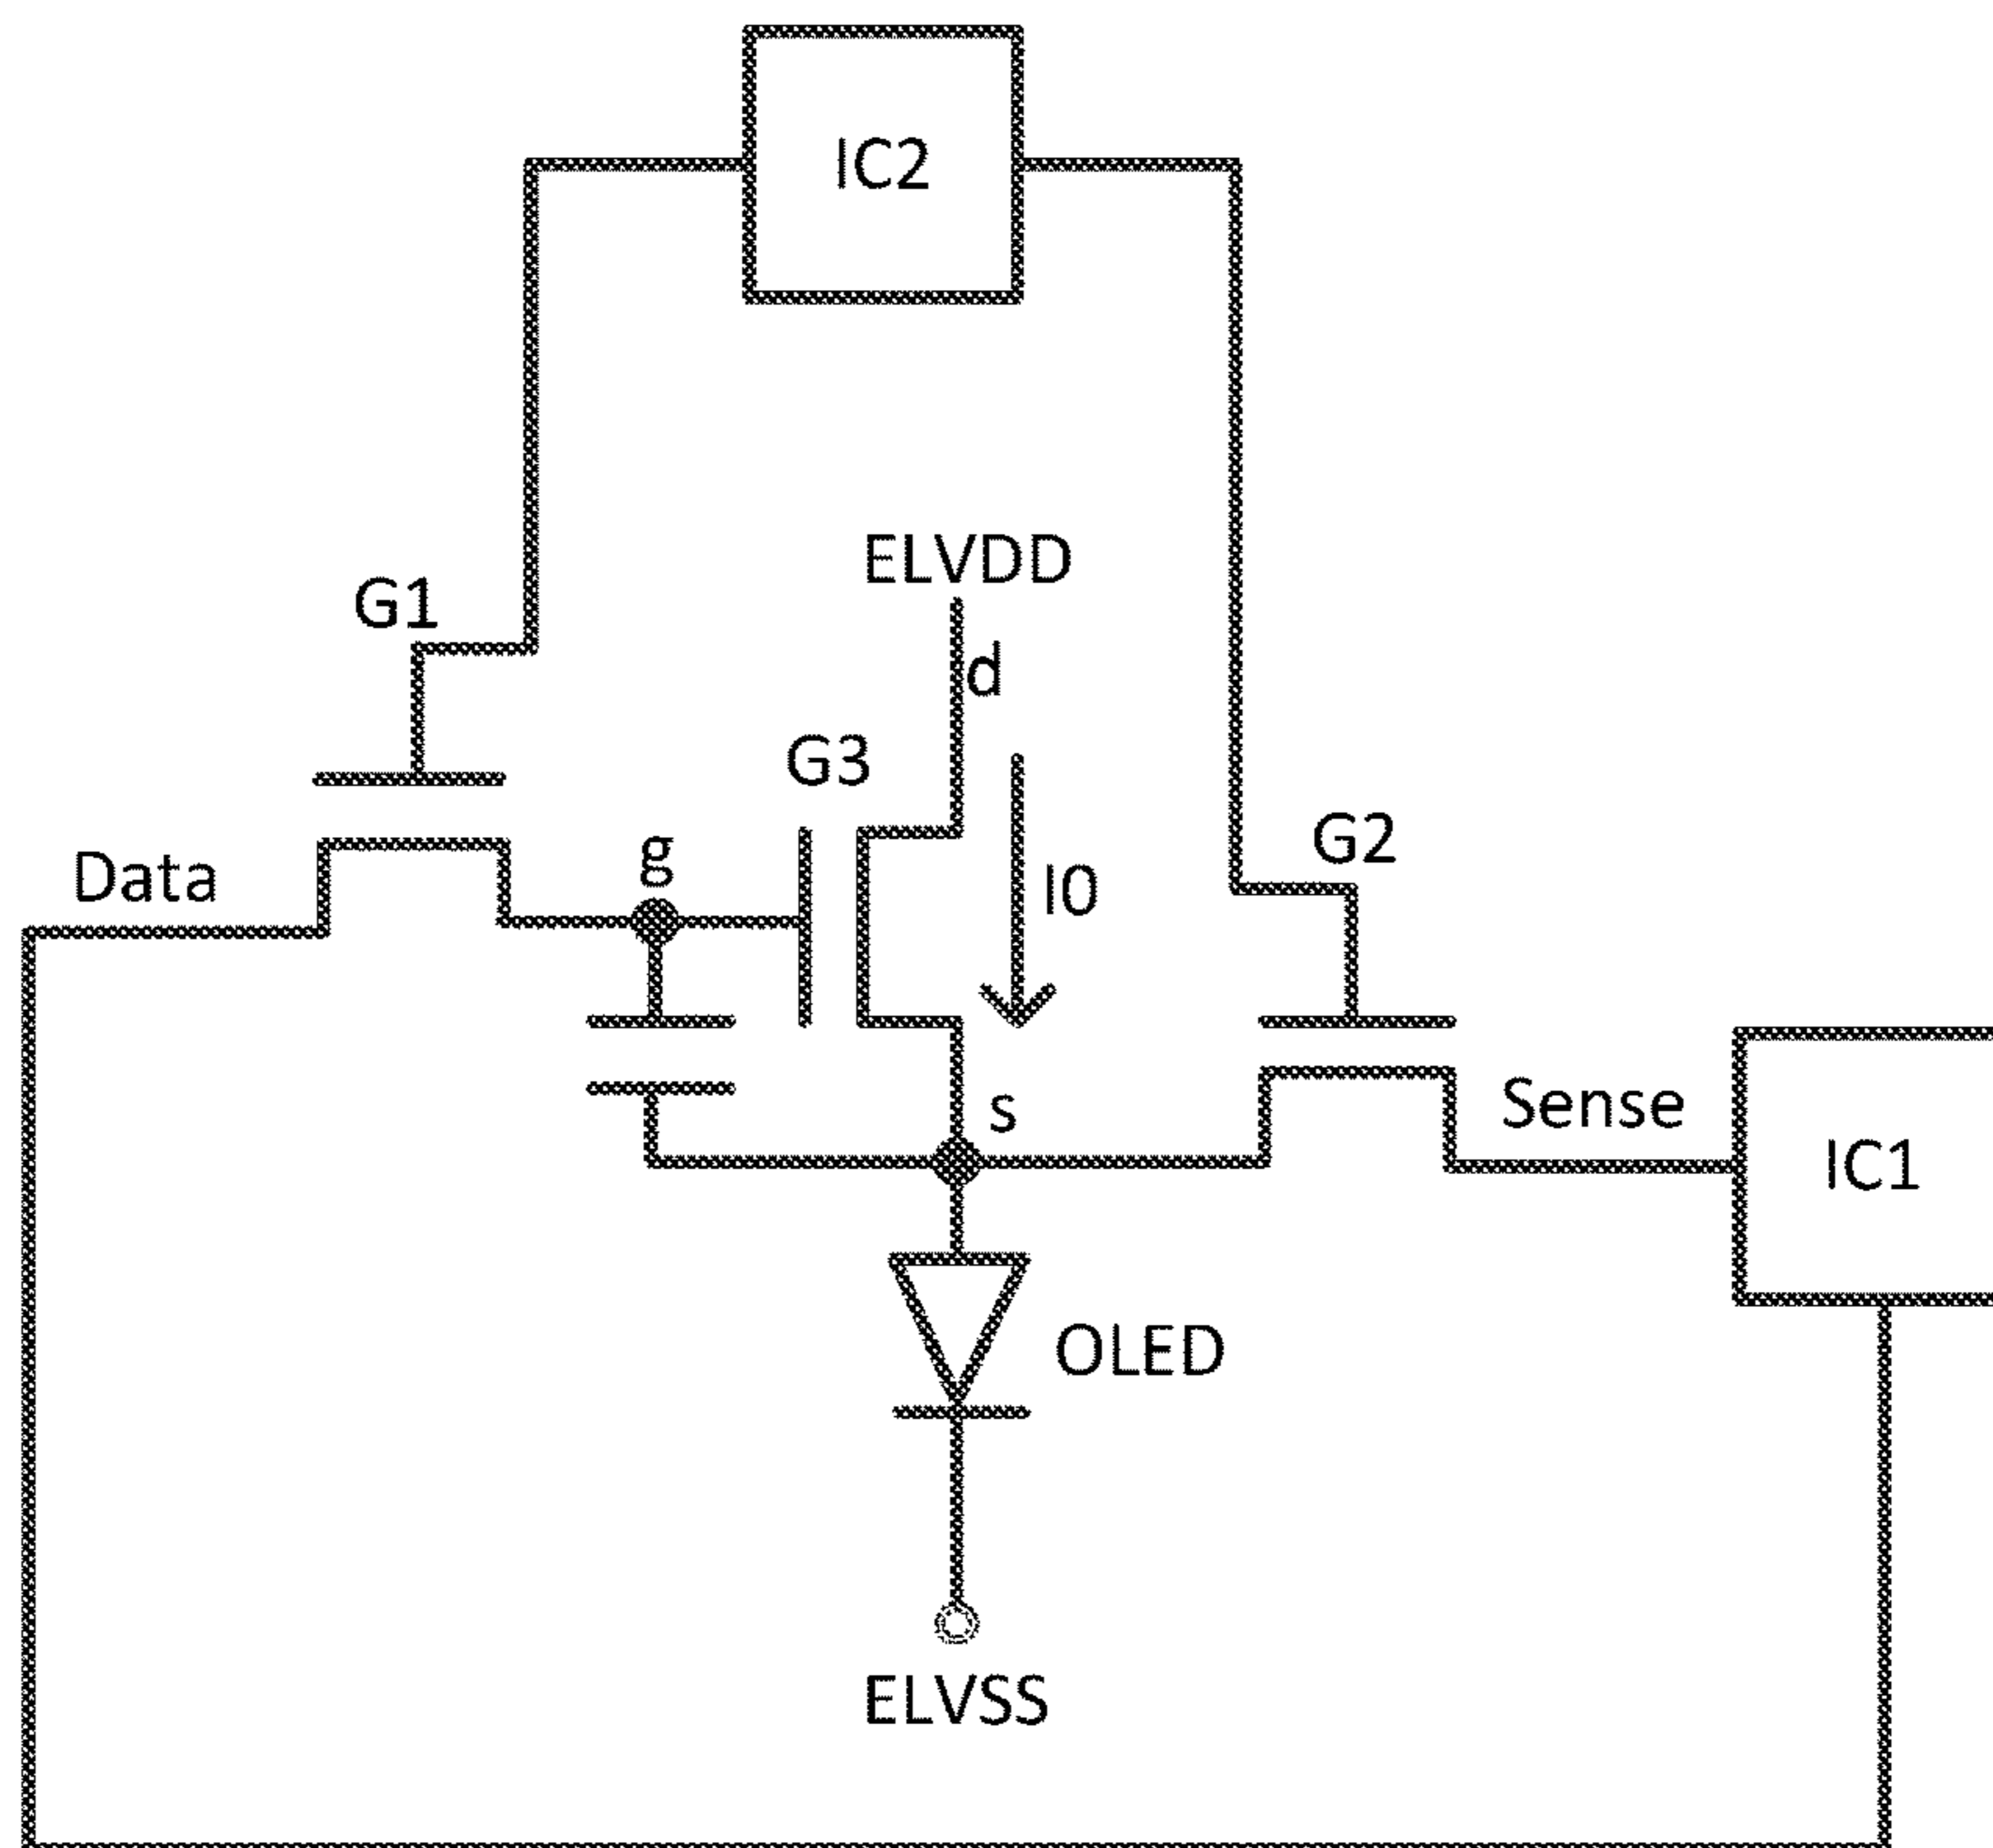 IC2
ELVDD
G1
d
G3
G2
g
Data
I0
s
Sense
IC1
OLED
ELVSS